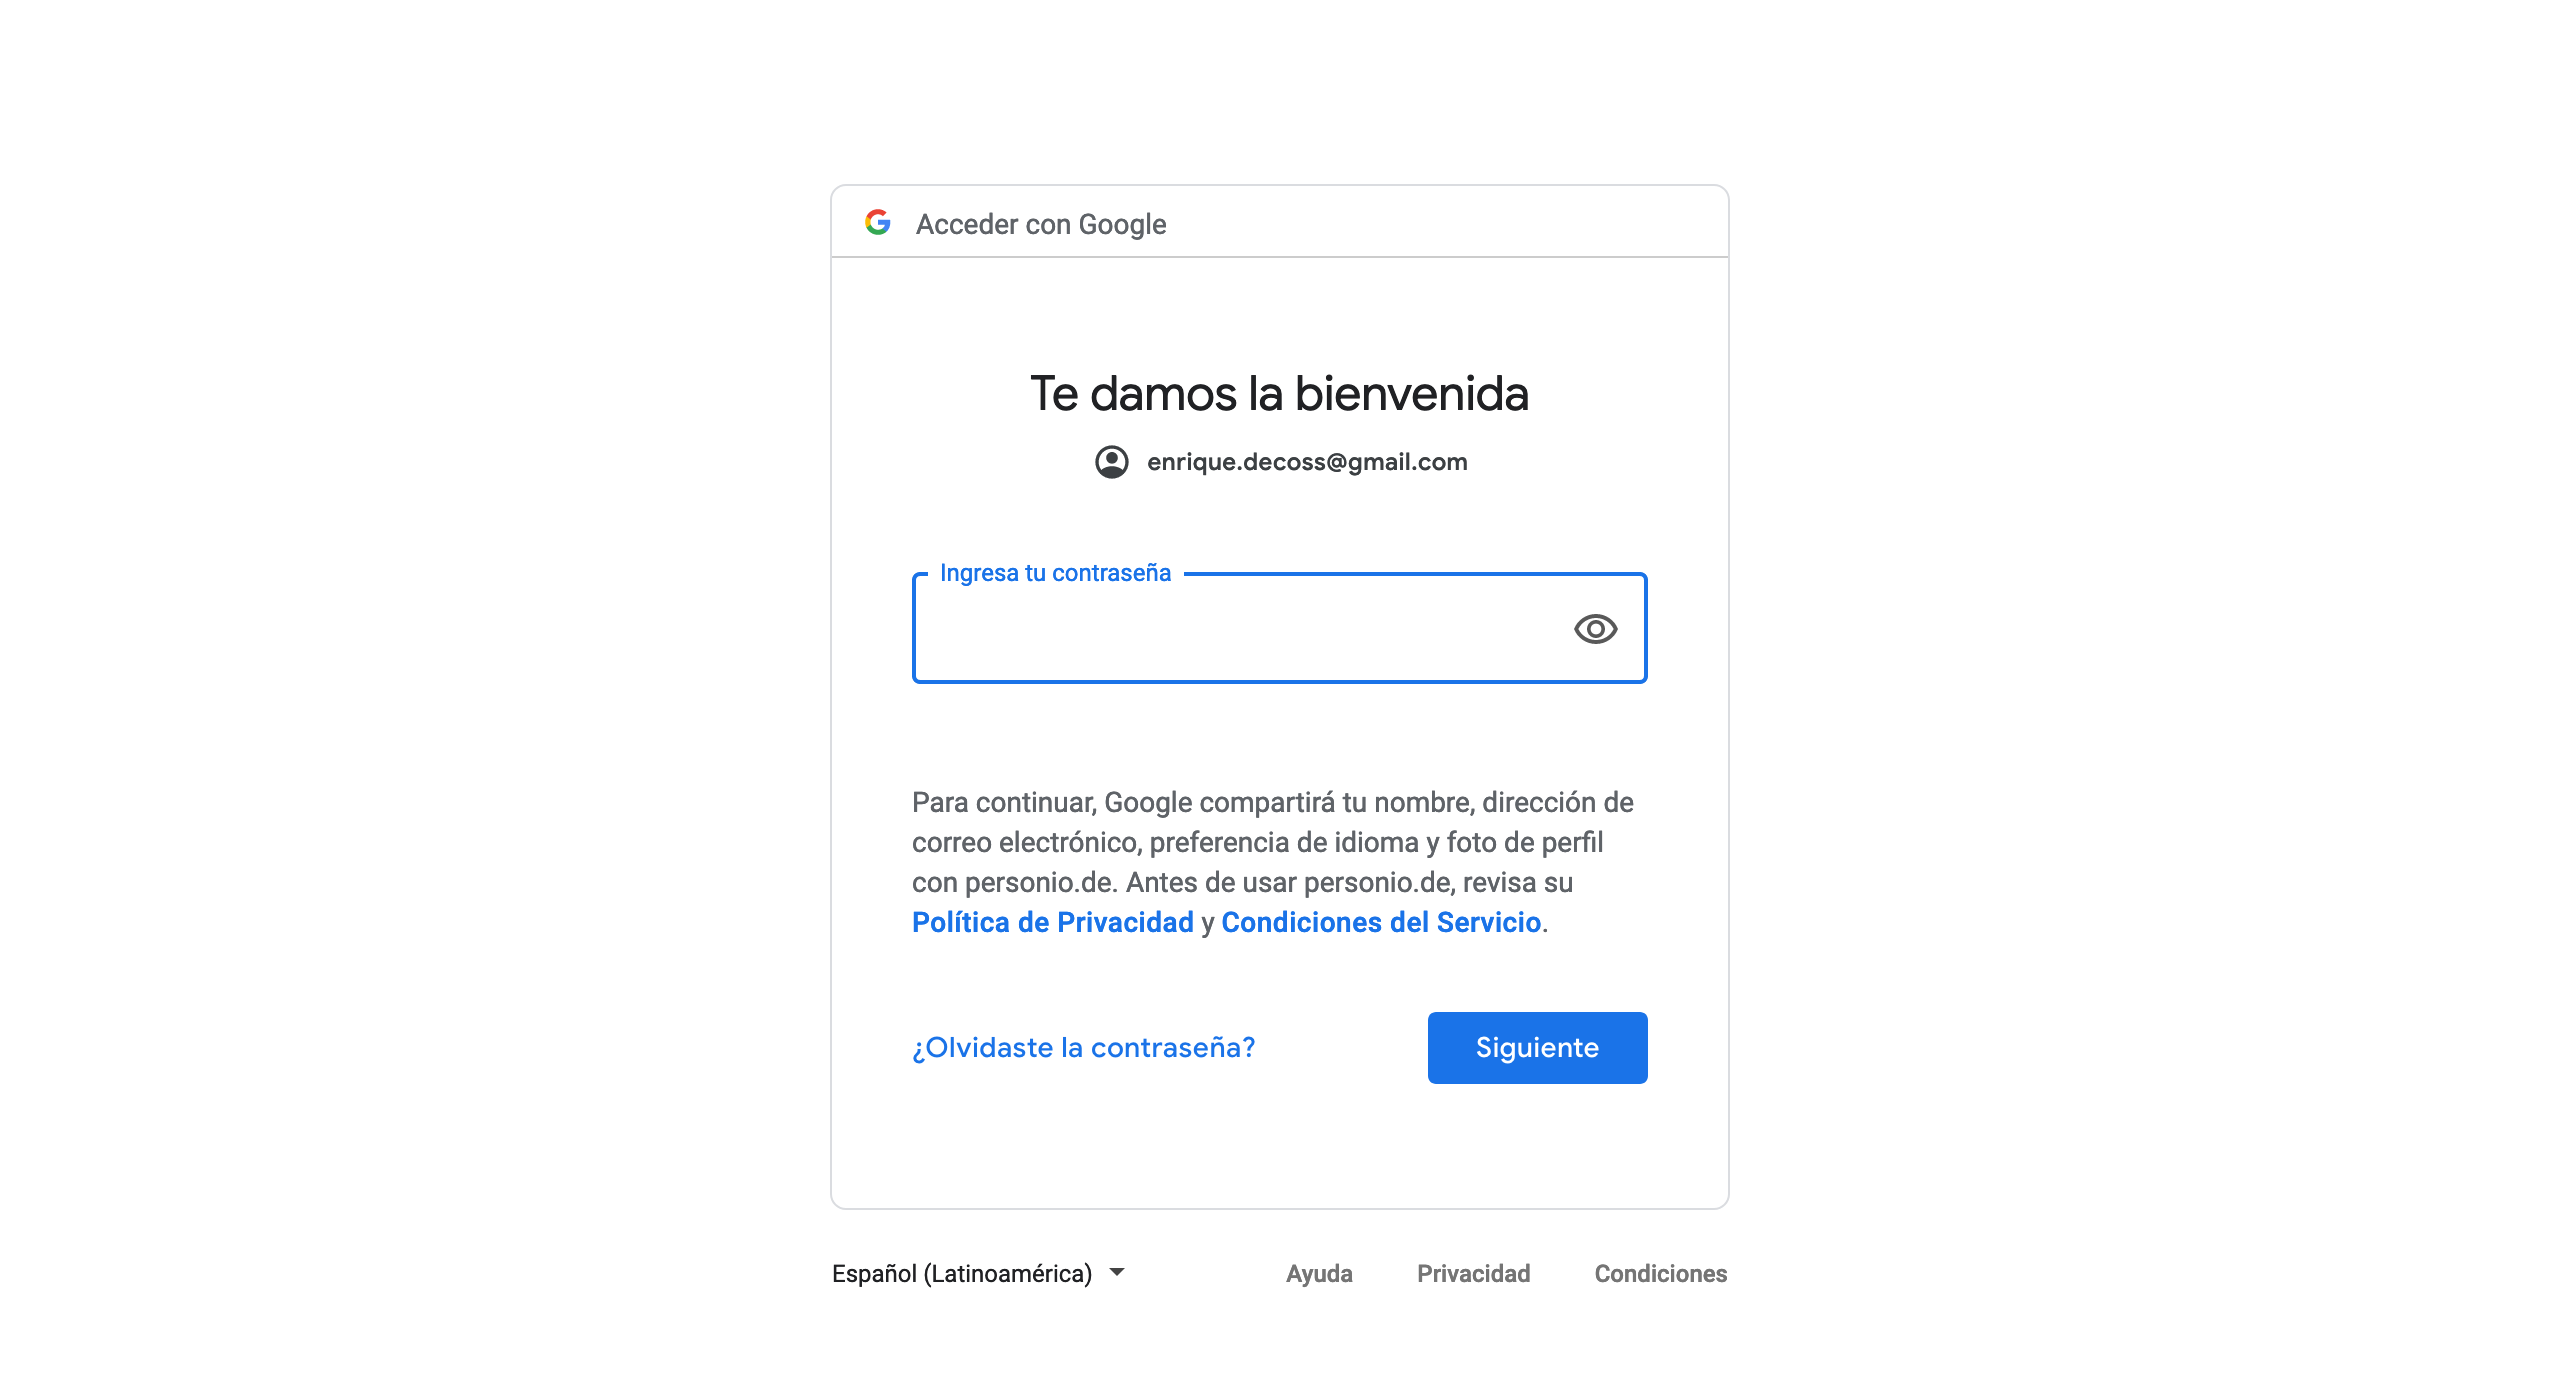 Acceder con Google
Te damos la bienvenida
enrique.decoss@gmail.com
Ingresa tu contraseña
Para continuar, Google compartirá tu nombre, dirección de
correo electrónico, preferencia de idioma y foto de perfil
con personio.de. Antes de usar personio.de, revisa su
Política de Privacidad y Condiciones del Servicio.
¿Olvidaste la contraseña?
Siguiente
Español (Latinoamérica)
Ayuda
Privacidad
Condiciones